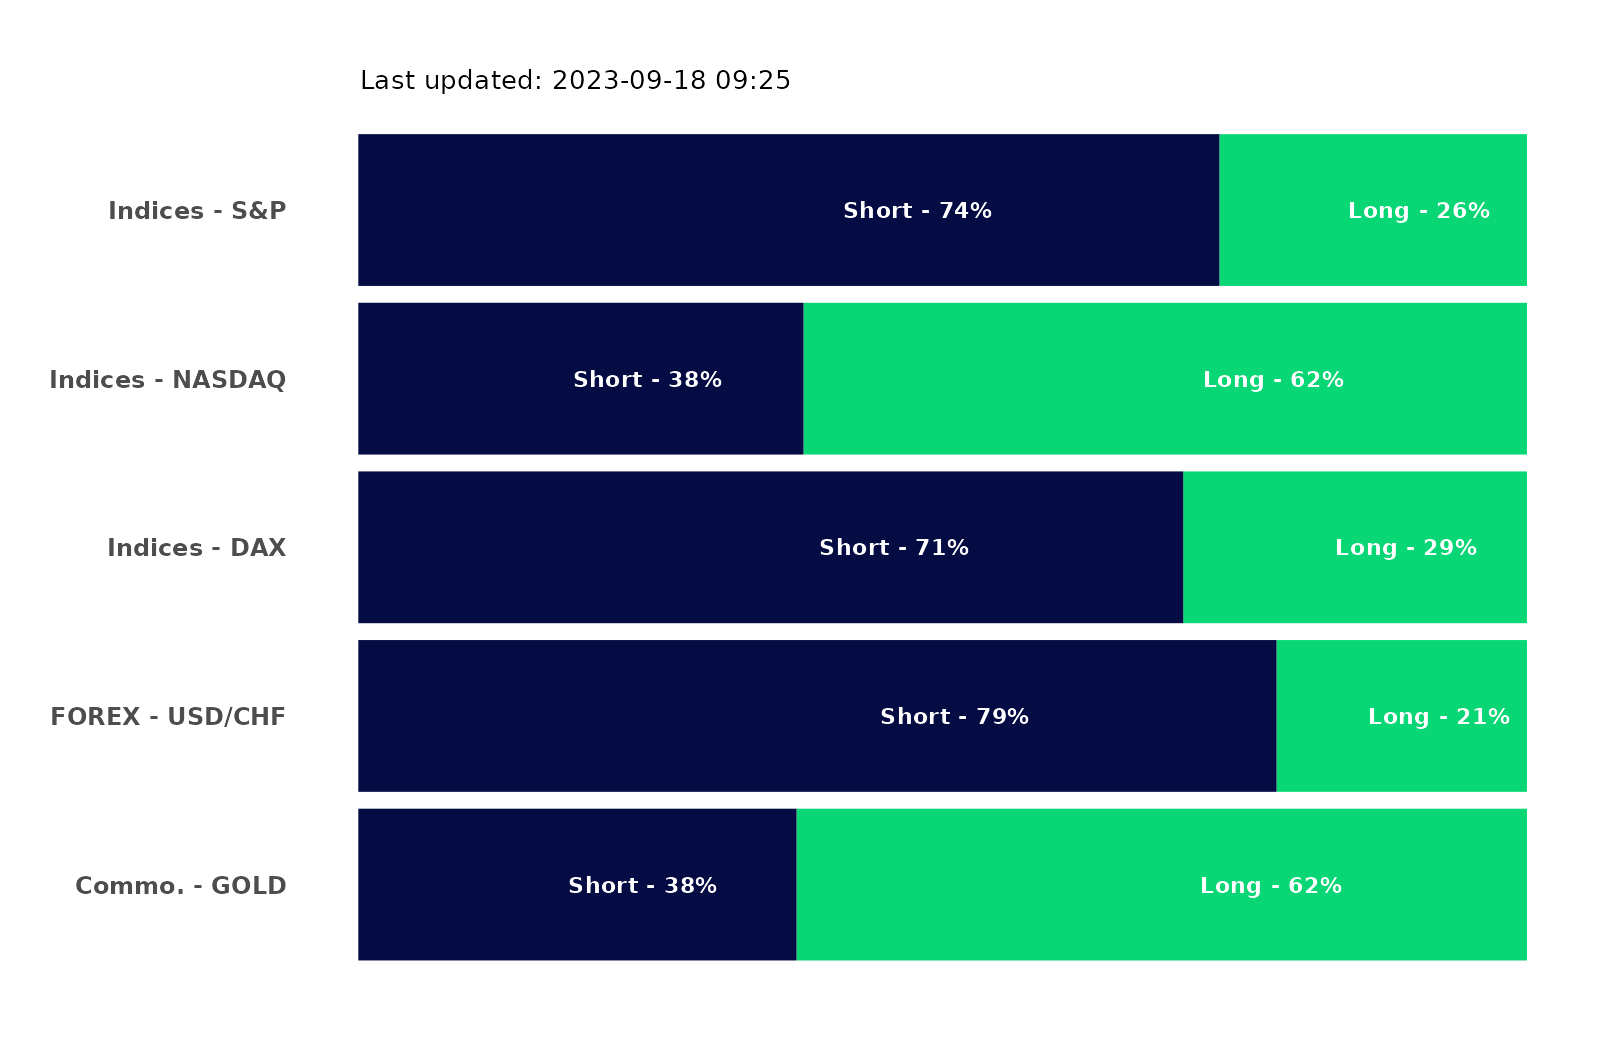 Last updated: 2023-09-18 09:25
Indices - S&P Short - 74% Long - 26%
Indices - NASDAQ Short - 38% Long - 62%
Indices - DAX Short - 71% Long - 29%
FOREX - USD/CHF Short - 79% Long - 21%
Commo. - GOLD Short - 38% Long - 62%